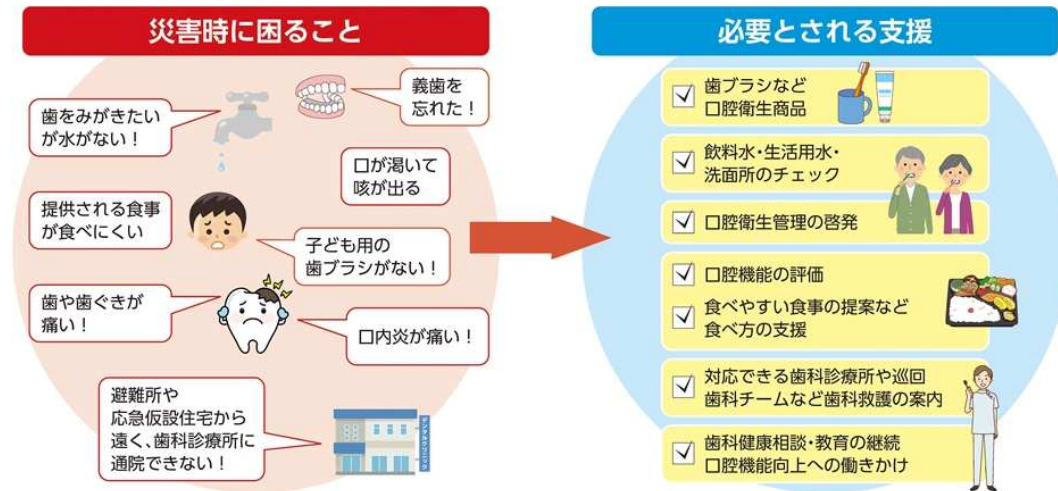 災害時に困ること
歯をみがきたい
が水がない！
義歯を
忘れた！
口が渇いて
咳が出る
提供される食事
が食べにくい
子ども用の
歯ブラシがない！
歯や歯ぐきが
痛い！
口内炎が痛い！
避難所や
応急仮設住宅から
遠く、歯科診療所に
通院できない！
デンタルクリニック
必要とされる支援
歯ブラシなど
口腔衛生商品
飲料水・生活用水・
洗面所のチェック
口腔衛生管理の啓発
口腔機能の評価
食べやすい食事の提案など
食べ方の支援
対応できる歯科診療所や巡回
歯科チームなど歯科救護の案内
歯科健康相談・教育の継続
口腔機能向上への働きかけ